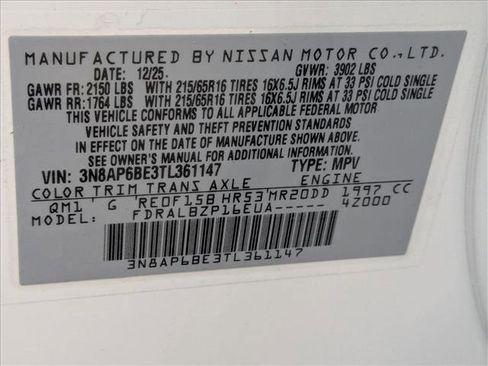 MANUFACTURED BY NISSAN MOTOR CO., LTD.
DATE: 12/25. GVWR: 3902 LBS
GAWR FR: 2150 LBS WITH 215/65R16 TIRES 16X6.5J RIMS AT 33 PSI COLD SINGLE
GAWR RR: 1764 LBS WITH 215/65R16 TIRES 16X6.5J RIMS AT 33 PSI COLD SINGLE
THIS VEHICLE CONFORMS TO ALL APPLICABLE FEDERAL MOTOR
VEHICLE SAFETY AND THEFT PREVENTION STANDARDS
IN EFFECT ON THE DATE OF MANUFACTURE SHOWN ABOVE.
SEE OWNER'S MANUAL FOR ADDITIONAL INFORMATION.
VIN: 3N8AP6BE3TL361147 TYPE: MPV
COLOR TRIM TRANS AXLE ENGINE
QM1 ' G ' RE0F15B HR53'MR20DD 1997 CC
FDRALBZP16EUA----- 4Z000
3N8AP6BE3TL361147